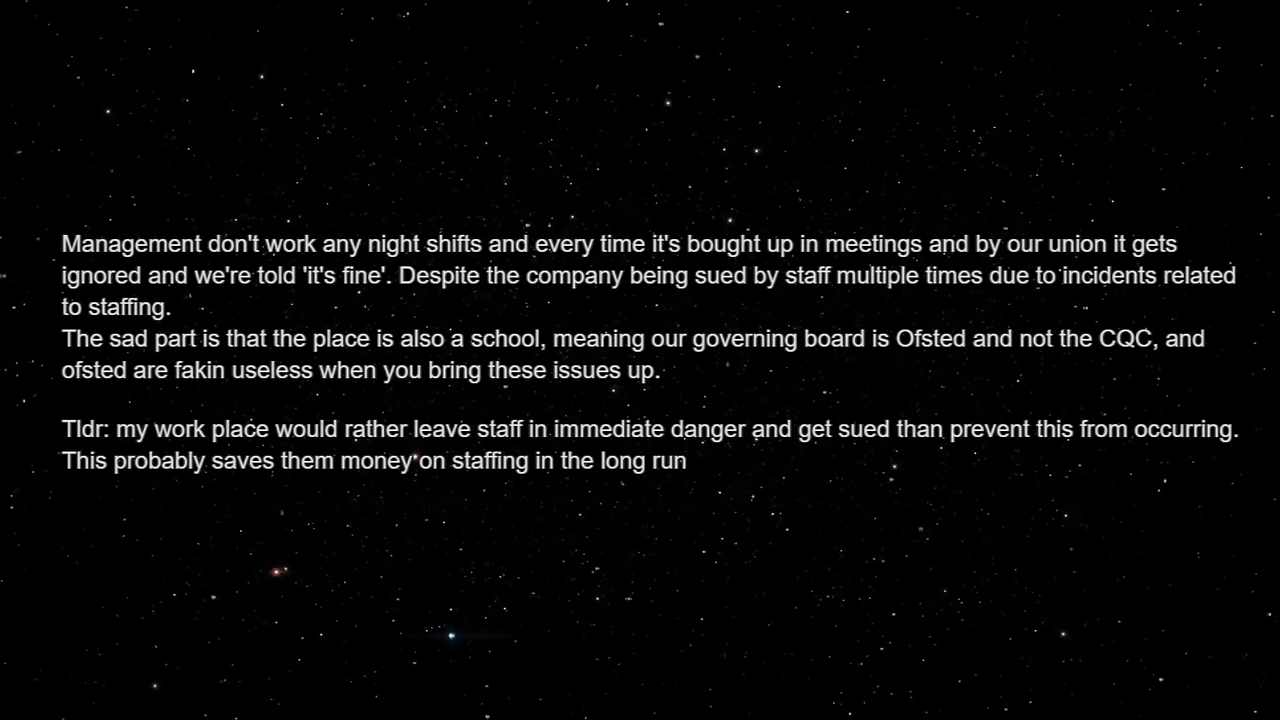 Management don't work any night shifts and every time it's bought up in meetings and by our union it gets
ignored and we're told 'it's fine'. Despite the company being sued by staff multiple times due to incidents related
to staffing.
The sad part is that the place is also a school, meaning our governing board is Ofsted and not the CQC, and
ofsted are fakin useless when you bring these issues up.
Tldr: my work place would rather leave staff in immediate danger and get sued than prevent this from occurring.
This probably saves them money on staffing in the long run